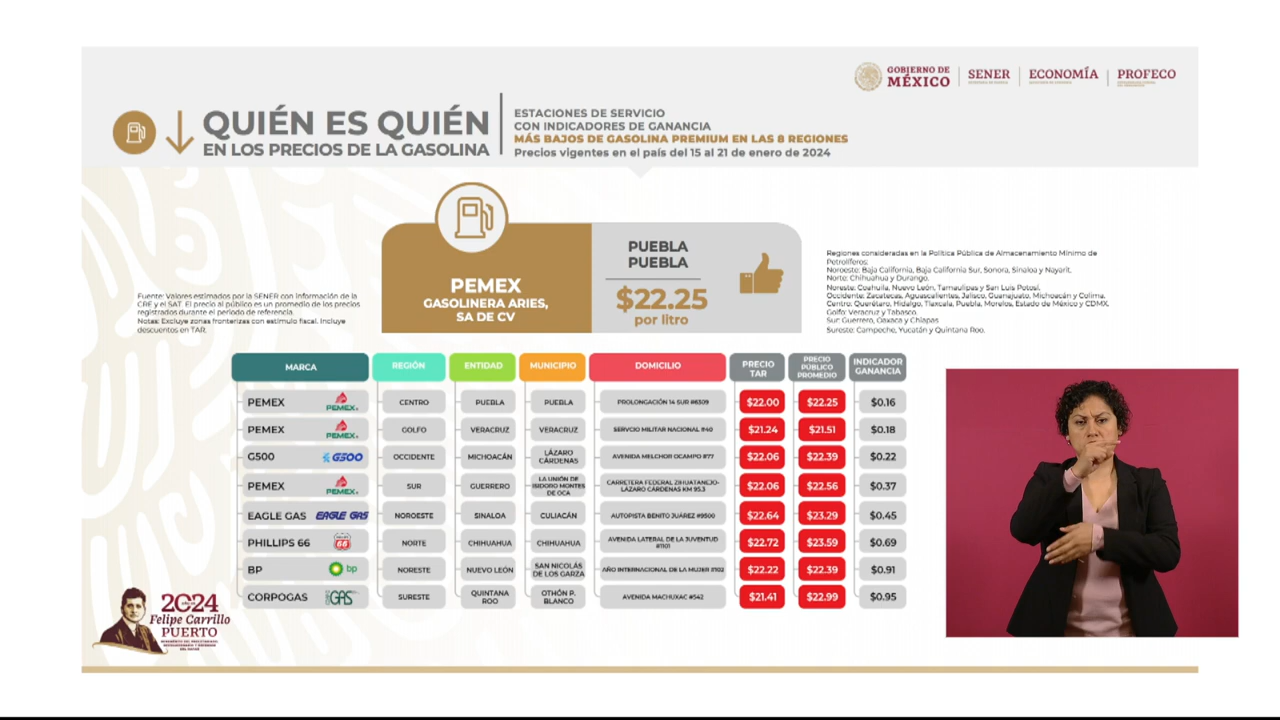 GOBIERNO DE
MÉXICO
SENER
ECONOMÍA
PROFECO
QUIÉN ES QUIÉN
EN LOS PRECIOS DE LA GASOLINA
ESTACIONES DE SERVICIO
CON INDICADORES DE GANANCIA
MÁS BAJOS DE GASOLINA PREMIUM EN LAS 8 REGIONES
Precios vigentes en el país del 15 al 21 de enero de 2024
PEMEX
GASOLINERA ARIES,
SA DE CV
PUEBLA
PUEBLA
$22.25
por litro
Fuente: Valores estimados por la SENER con información de la
CRE y el SAT. El precio al público es un promedio de los precios
registrados durante el periodo de referencia.
Notas: Excluye zonas fronterizas con estímulo fiscal. Incluye
descuentos en TAR.
Regiones consideradas en la Política Pública de Almacenamiento Mínimo de
Petrolíferos:
Noroeste: Baja California, Baja California Sur, Sonora, Sinaloa y Nayarit.
Norte: Chihuahua y Durango.
Noreste: Coahuila, Nuevo León, Tamaulipas y San Luis Potosí.
Occidente: Zacatecas, Aguascalientes, Jalisco, Guanajuato, Michoacán y Colima.
Centro: Querétaro, Hidalgo, Tlaxcala, Puebla, Morelos, Estado de México y CDMX.
Golfo: Veracruz y Tabasco.
Sur: Guerrero, Oaxaca y Chiapas
Sureste: Campeche, Yucatán y Quintana Roo.
MARCA REGIÓN ENTIDAD MUNICIPIO DOMICILIO PRECIO TAR PRECIO PÚBLICO PROMEDIO INDICADOR GANANCIA
PEMEX PEMEX CENTRO PUEBLA PUEBLA PROLONGACIÓN 14 SUR #6309 $22.00 $22.25 $0.16
PEMEX PEMEX GOLFO VERACRUZ VERACRUZ SERVCIO MILITAR NACIONAL #40 $21.24 $21.51 $0.18
G500 G500 OCCIDENTE MICHOACÁN LÁZARO CÁRDENAS AVENIDA MELCHOR OCAMPO #77 $22.06 $22.39 $0.22
PEMEX PEMEX SUR GUERRERO LA UNIÓN DE ISIDORO MONTES DE OCA CARRETERA FEDERAL ZIHUATANEJO-LÁZARO CÁRDENAS KM 95.3 $22.06 $22.56 $0.37
EAGLE GAS EAGLE GAS NOROESTE SINALOA CULIACÁN AUTOPISTA BENITO JUÁREZ #9500 $22.64 $23.29 $0.45
PHILLIPS 66 66 NORTE CHIHUAHUA CHIHUAHUA AVENIDA LATERAL DE LA JUVENTUD #1101 $22.72 $23.59 $0.69
BP bp NORESTE NUEVO LEÓN SAN NICOLÁS DE LOS GARZA AÑO INTERNACIONAL DE LA MUJER #102 $22.22 $22.39 $0.91
CORPOGAS GAS SURESTE QUINTANA ROO OTHÓN P. BLANCO AVENIDA MACHUXAC #542 $21.41 $22.99 $0.95
2024
Felipe Carrillo
PUERTO